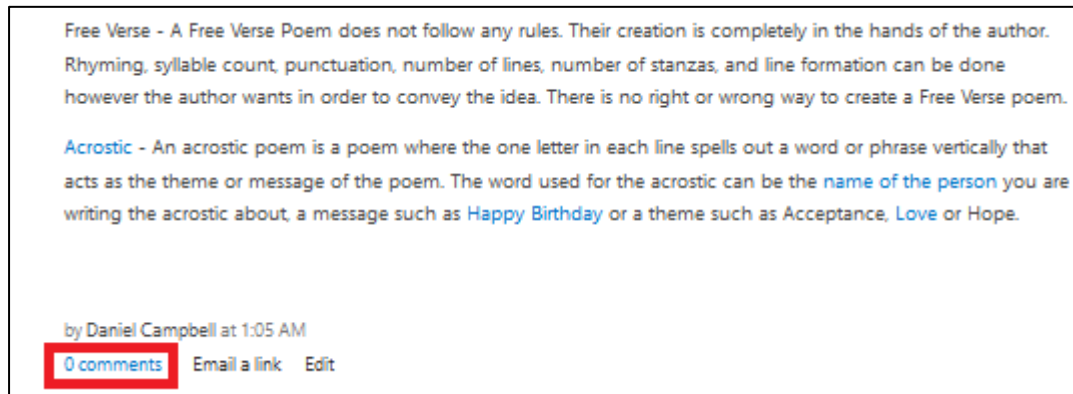 Free Verse - A Free Verse Poem does not follow any rules. Their creation is completely in the hands of the author.
Rhyming, syllable count, punctuation, number of lines, number of stanzas, and line formation can be done
however the author wants in order to convey the idea. There is no right or wrong way to create a Free Verse poem.
Acrostic - An acrostic poem is a poem where the one letter in each line spells out a word or phrase vertically that
acts as the theme or message of the poem. The word used for the acrostic can be the name of the person you are
writing the acrostic about, a message such as Happy Birthday or a theme such as Acceptance, Love or Hope.
by Daniel Campbell at 1:05 AM
0 comments Email a link Edit